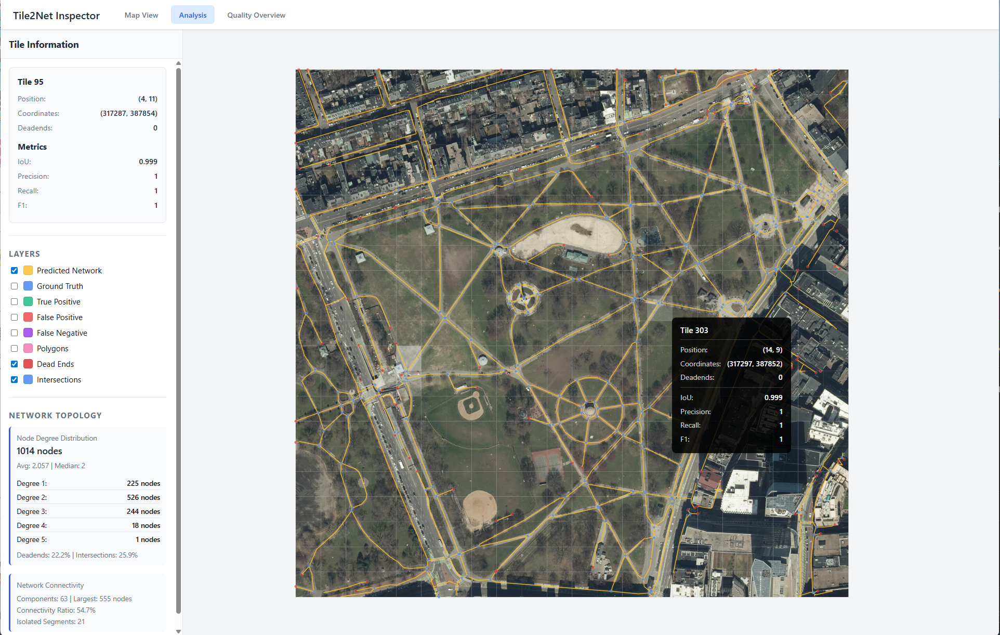 Tile2Net Inspector
Map View
Analysis
Quality Overview
Tile Information
Tile 95
Position: (4, 11)
Coordinates: (317287, 387854)
Deadends: 0
Metrics
IoU: 0.999
Precision: 1
Recall: 1
F1: 1
LAYERS
Predicted Network
Ground Truth
True Positive
False Positive
False Negative
Polygons
Dead Ends
Intersections
NETWORK TOPOLOGY
Node Degree Distribution
1014 nodes
Avg: 2.057 | Median: 2
Degree 1: 225 nodes
Degree 2: 526 nodes
Degree 3: 244 nodes
Degree 4: 18 nodes
Degree 5: 1 nodes
Deadends: 22.2% | Intersections: 25.9%
Network Connectivity
Components: 63 | Largest: 555 nodes
Connectivity Ratio: 54.7%
Isolated Segments: 21
Tile 303
Position: (14, 9)
Coordinates: (317297, 387852)
Deadends: 0
IoU: 0.999
Precision: 1
Recall: 1
F1: 1